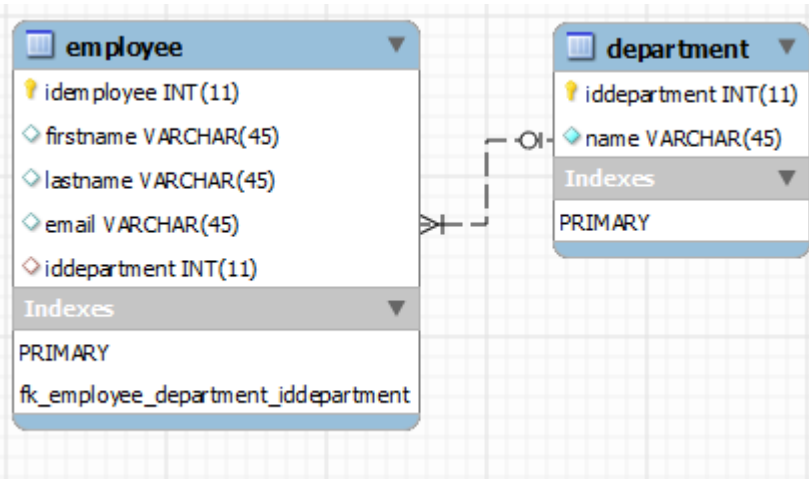 employee
idemployee INT(11)
firstname VARCHAR(45)
lastname VARCHAR(45)
email VARCHAR(45)
iddepartment INT(11)
Indexes
PRIMARY
fk_employee_department_iddepartment
department
iddepartment INT(11)
name VARCHAR(45)
Indexes
PRIMARY